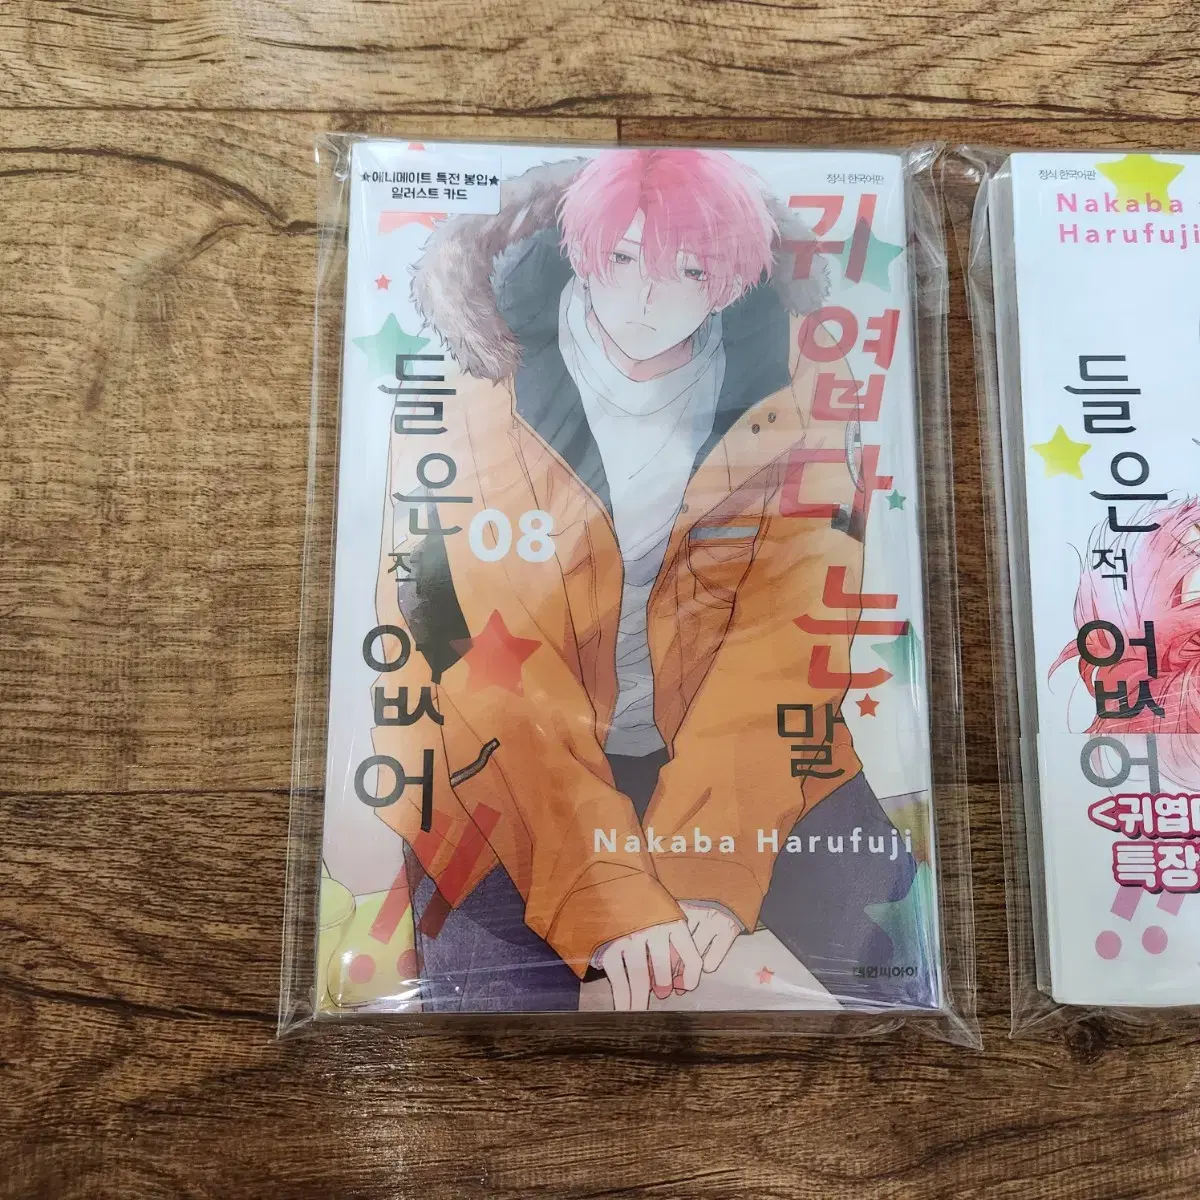 ★애니메이트 특전 봉입★
일러스트 카드
정식 한국어판
귀엽다는
말
들은
적
없어!!
08
Nakaba Harufuji
대원씨아이
정식 한국어판
Nakaba
Harufuji
들은
적
없어!!
<귀엽
특장